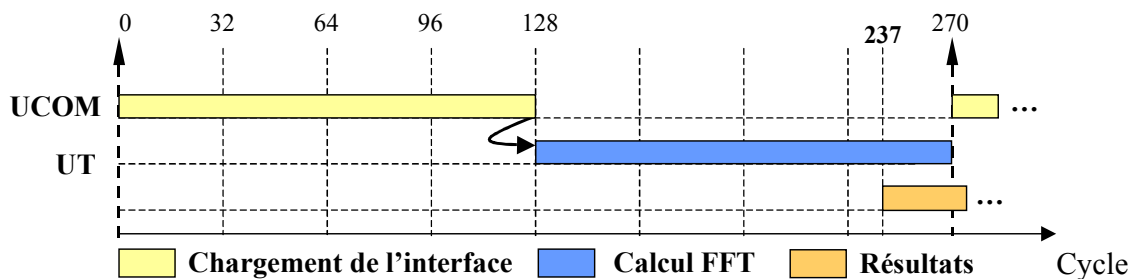 0 32 64 96 128 237 270
UCOM ...
UT
...
Chargement de l'interface Calcul FFT Résultats Cycle